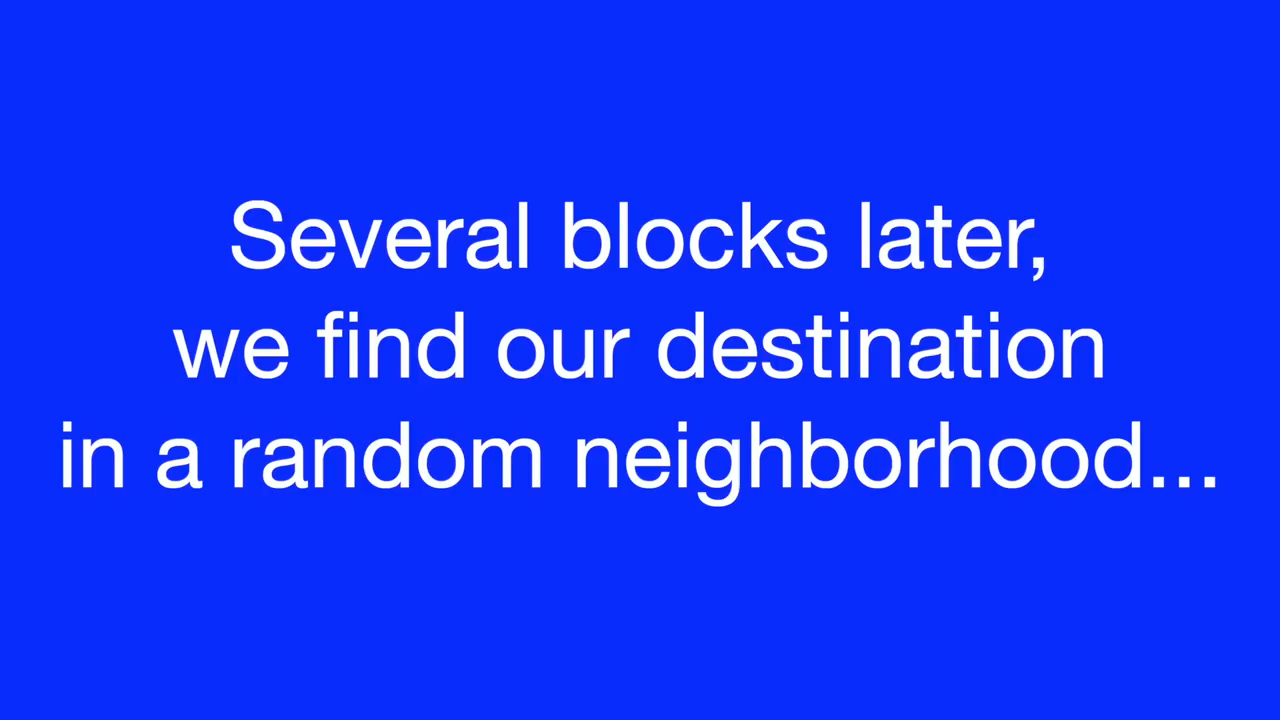 Several blocks later,
we find our destination
in a random neighborhood...